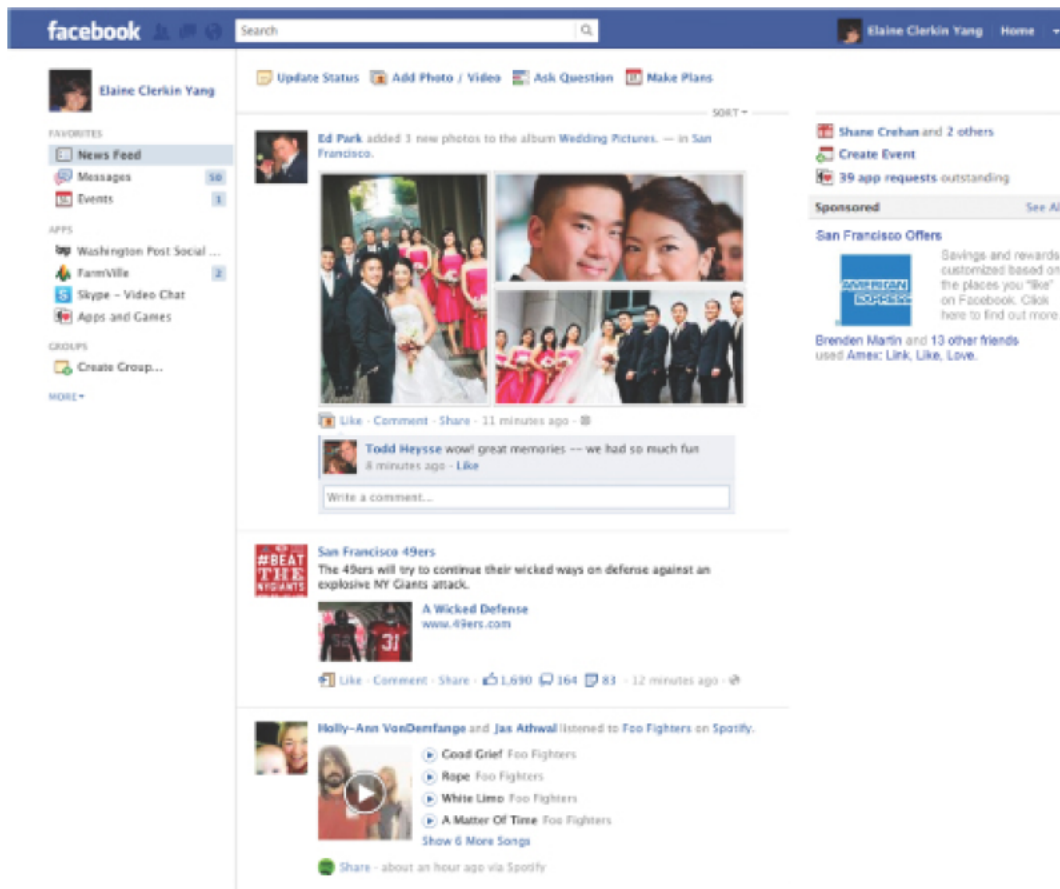 facebook
Search
Elaine Clerkin Yang
Home
Elaine Clerkin Yang
FAVORITES
News Feed
Messages 50
Events 1
APPS
Washington Post Social ...
FarmVille 2
Skype – Video Chat
Apps and Games
GROUPS
Create Group...
MORE
Update Status Add Photo / Video Ask Question Make Plans
SORT
Ed Park added 3 new photos to the album Wedding Pictures. — in San
Francisco.
Like · Comment · Share · 11 minutes ago ·
Todd Heysse wow! great memories -- we had so much fun
8 minutes ago · Like
Write a comment...
#BEAT
THE
NYGIANTS
San Francisco 49ers
The 49ers will try to continue their wicked ways on defense against an
explosive NY Giants attack.
52
31
A Wicked Defense
www.49ers.com
Like · Comment · Share · 1,690 164 83 · 12 minutes ago ·
Holly-Ann VonDemfange and Jas Athwal listened to Foo Fighters on Spotify.
Good Grief Foo Fighters
Rope Foo Fighters
White Limo Foo Fighters
A Matter Of Time Foo Fighters
Show 6 More Songs
Share · about an hour ago via Spotify
Shane Crehan and 2 others
Create Event
39 app requests outstanding
Sponsored See Al
San Francisco Offers
AMERICAN
EXPRESS
Savings and rewards
customized based on
the places you "like"
on Facebook. Click
here to find out more
Brenden Martin and 13 other friends
used Amex: Link, Like, Love.